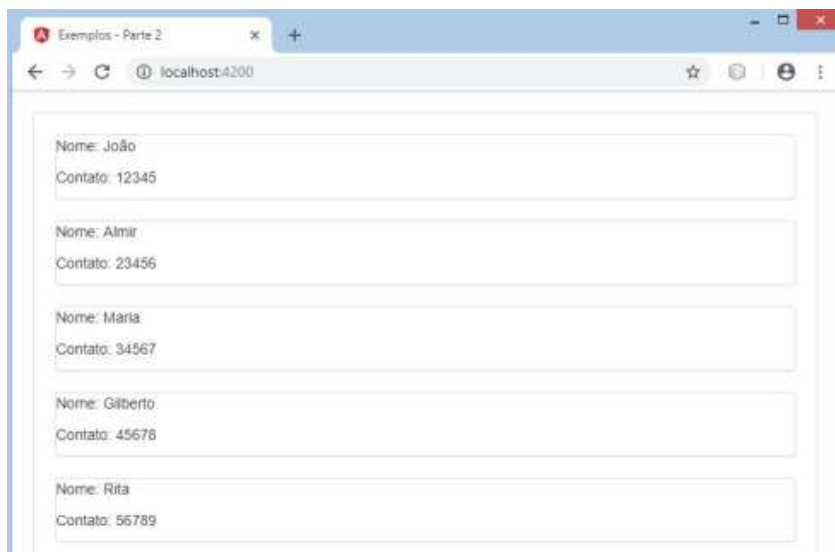 Exemplos - Parte 2
localhost:4200
Nome: João
Contato: 12345
Nome: Almir
Contato: 23456
Nome: Maria
Contato: 34567
Nome: Gilberto
Contato: 45678
Nome: Rita
Contato: 56789